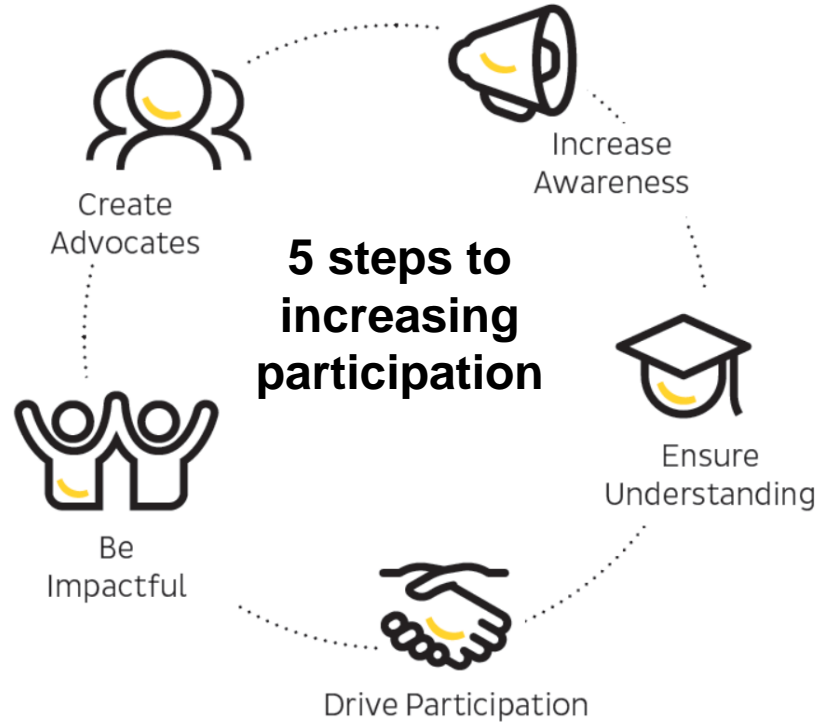 5 steps to
increasing
participation
Increase
Awareness
Ensure
Understanding
Drive Participation
Be
Impactful
Create
Advocates